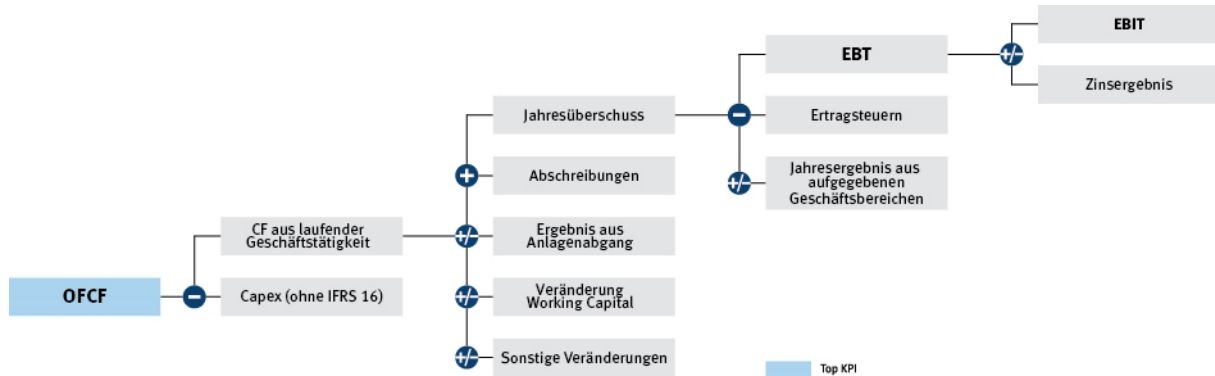 EBIT
EBT
+/-
Zinsergebnis
Jahresüberschuss
-
Ertragsteuern
+
Abschreibungen
+/-
Jahresergebnis aus
aufgegebenen
Geschäftsbereichen
CF aus laufender
Geschäftstätigkeit
+/-
Ergebnis aus
Anlagenabgang
OFCF
-
Capex (ohne IFRS 16)
+/-
Veränderung
Working Capital
+/-
Sonstige Veränderungen
Top KPI